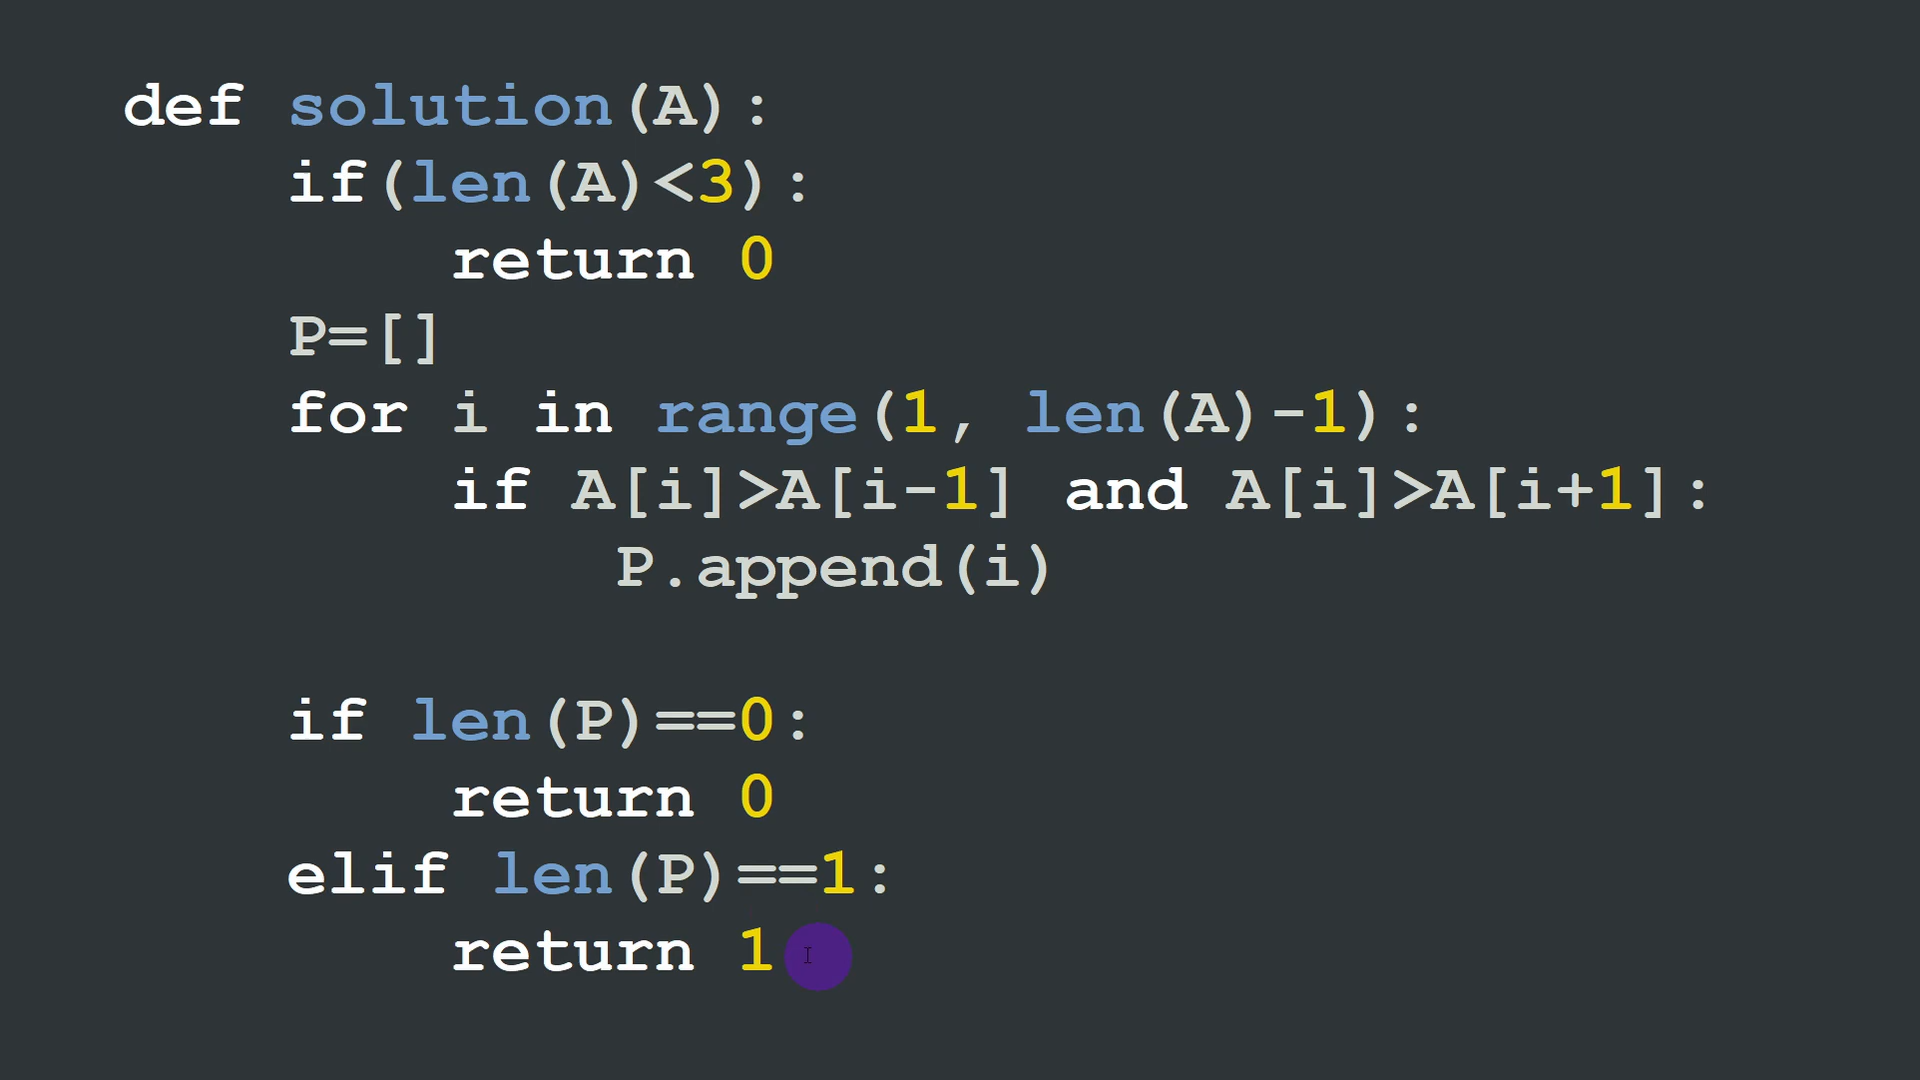 def solution(A):
    if(len(A)<3):
        return 0
    P=[]
    for i in range(1, len(A)-1):
        if A[i]>A[i-1] and A[i]>A[i+1]:
            P.append(i)

    if len(P)==0:
        return 0
    elif len(P)==1:
        return 1